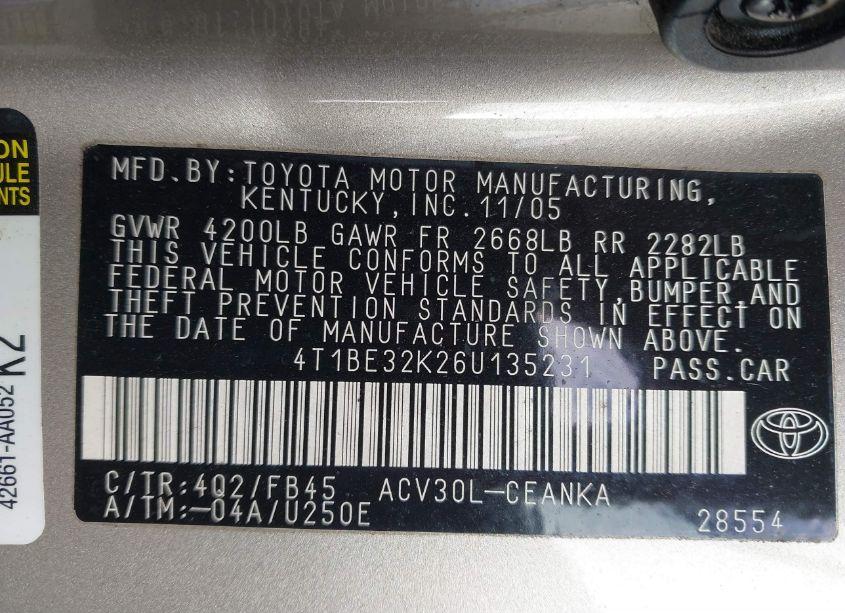 ON
ULE
ENTS
K2
42661-AA052
MFD.BY:TOYOTA MOTOR MANUFACTURING,
KENTUCKY,INC.11/05
GVWR 4200LB GAWR FR 2668LB RR 2282LB
THIS VEHICLE CONFORMS TO ALL APPLICABLE
FEDERAL MOTOR VEHICLE SAFETY,BUMPER,AND
THEFT PREVENTION STANDARDS IN EFFECT ON
THE DATE OF MANUFACTURE SHOWN ABOVE.
4T1BE32K26U135231 PASS.CAR
C/TR:4Q2/FB45 ACV30L-CEANKA
A/TM:-04A/U250E 28554